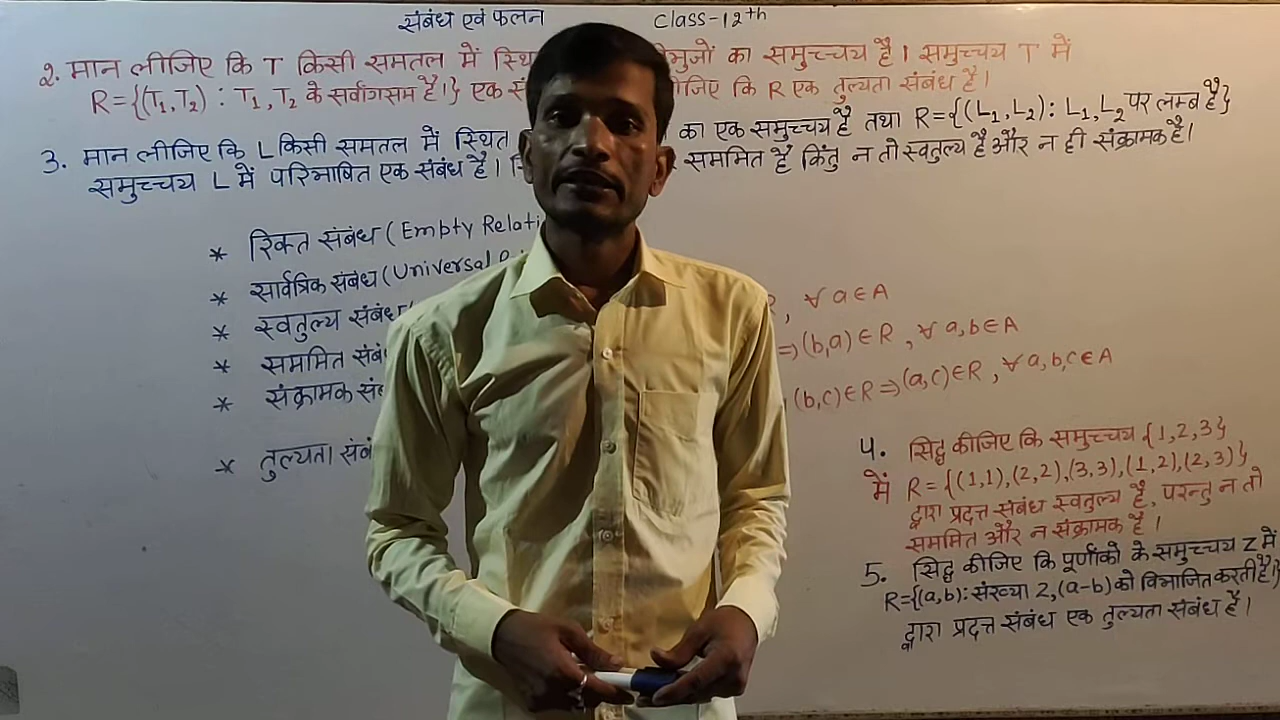 संबंध एवं फलन Class-12th
2. मान लीजिए कि T किसी समतल में स्थि भुजों का समुच्चय है। समुच्चय T में
R={(T₁,T₂) : T₁,T₂ के सर्वांगसम है।} एक सं जिए कि R एक तुल्यता संबंध है।
3. मान लीजिए कि L किसी समतल में स्थित का एक समुच्चय है तथा R={(L₁,L₂): L₁,L₂ पर लम्ब है}
समुच्चय L में परिभाषित एक संबंध है। सममित है किंतु न तो स्वतुल्य है और न ही संक्रामक है।
* रिक्त संबंध (Empty Relati
* सार्वत्रिक संबंध (Universal
* स्वतुल्य संबंध , ∀ a∈A
* सममित संबं =>(b,a)∈R , ∀ a,b∈A
* संक्रामक संब , (b,c)∈R =>(a,c)∈R , ∀ a,b,c∈A
* तुल्यता संबं
4. सिद्ध कीजिए कि समुच्चय {1,2,3}
में R={(1,1),(2,2),(3,3),(1,2),(2,3)},
द्वारा प्रदत्त संबंध स्वतुल्य है, परन्तु न तो
सममित और न संक्रामक है।
5. सिद्ध कीजिए कि पूर्णांको के समुच्चय Z में
R={(a,b): संख्या 2,(a-b) को विभाजित करती है।}
द्वारा प्रदत्त संबंध एक तुल्यता संबंध है।